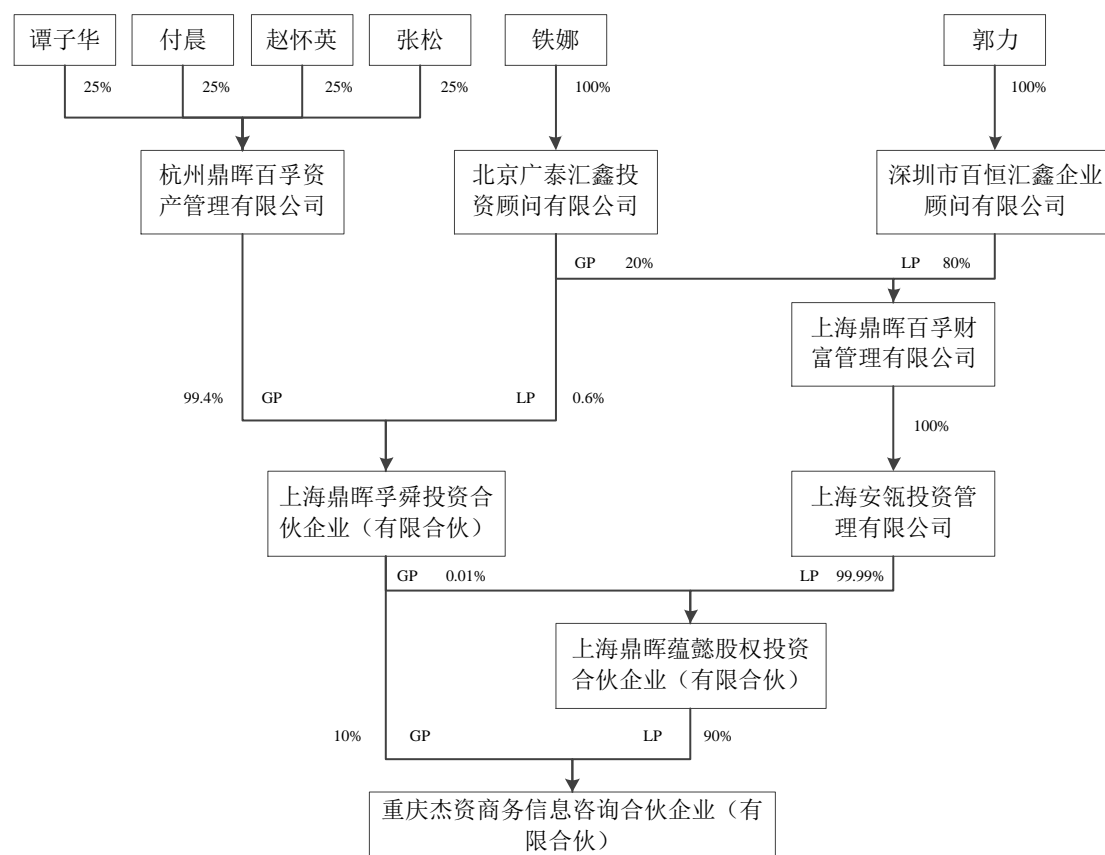 谭子华
付晨
赵怀英
张松
铁娜
郭力
25%
25%
25%
25%
100%
100%
杭州鼎晖百孚资
产管理有限公司
北京广泰汇鑫投
资顾问有限公司
深圳市百恒汇鑫企业
顾问有限公司
GP 20%
LP 80%
上海鼎晖百孚财
富管理有限公司
99.4% GP
LP 0.6%
100%
上海鼎晖孚舜投资合
伙企业（有限合伙）
上海安瓴投资管
理有限公司
GP 0.01%
LP 99.99%
上海鼎晖蕴懿股权投资
合伙企业（有限合伙）
10% GP
LP 90%
重庆杰资商务信息咨询合伙企业（有
限合伙）